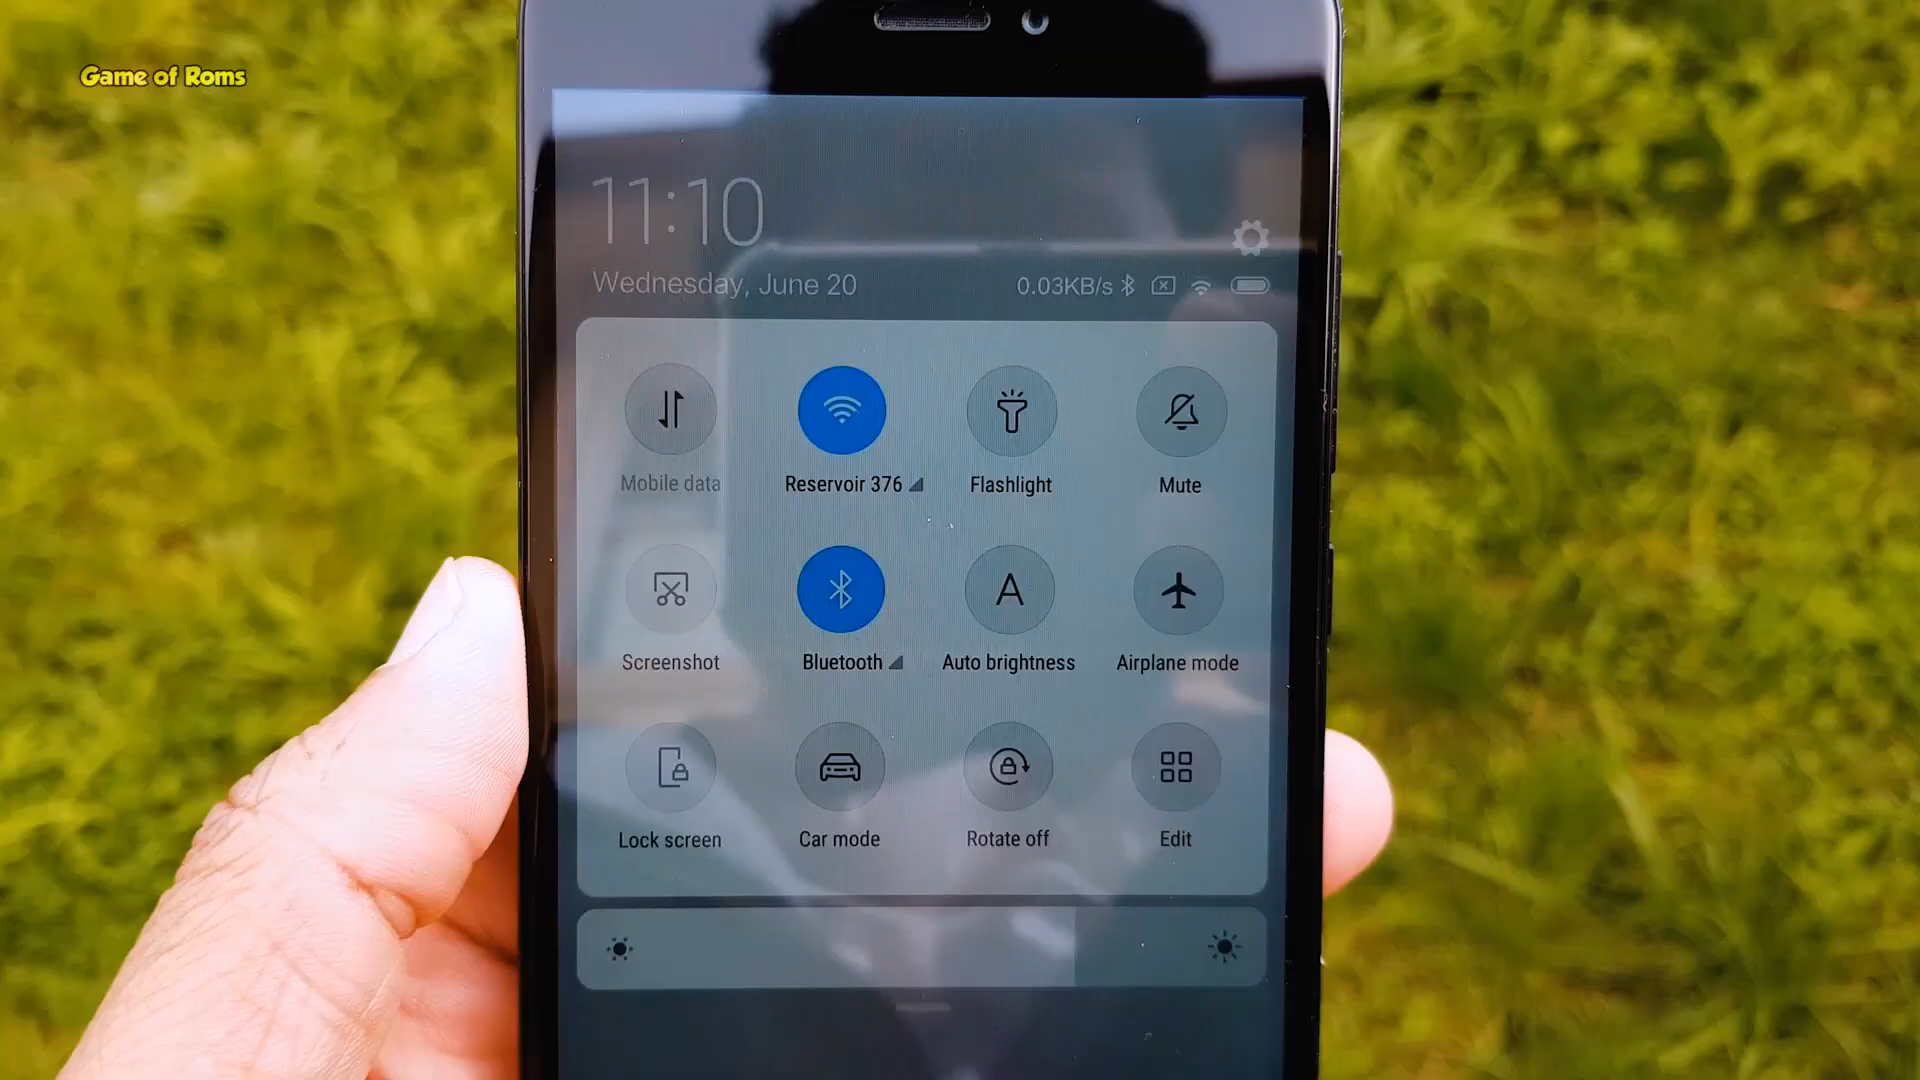 Game of Roms
11:10
Wednesday, June 20
0.03KB/s
Mobile data
Reservoir 376
Flashlight
Mute
Screenshot
Bluetooth
A
Auto brightness
Airplane mode
Lock screen
Car mode
Rotate off
Edit